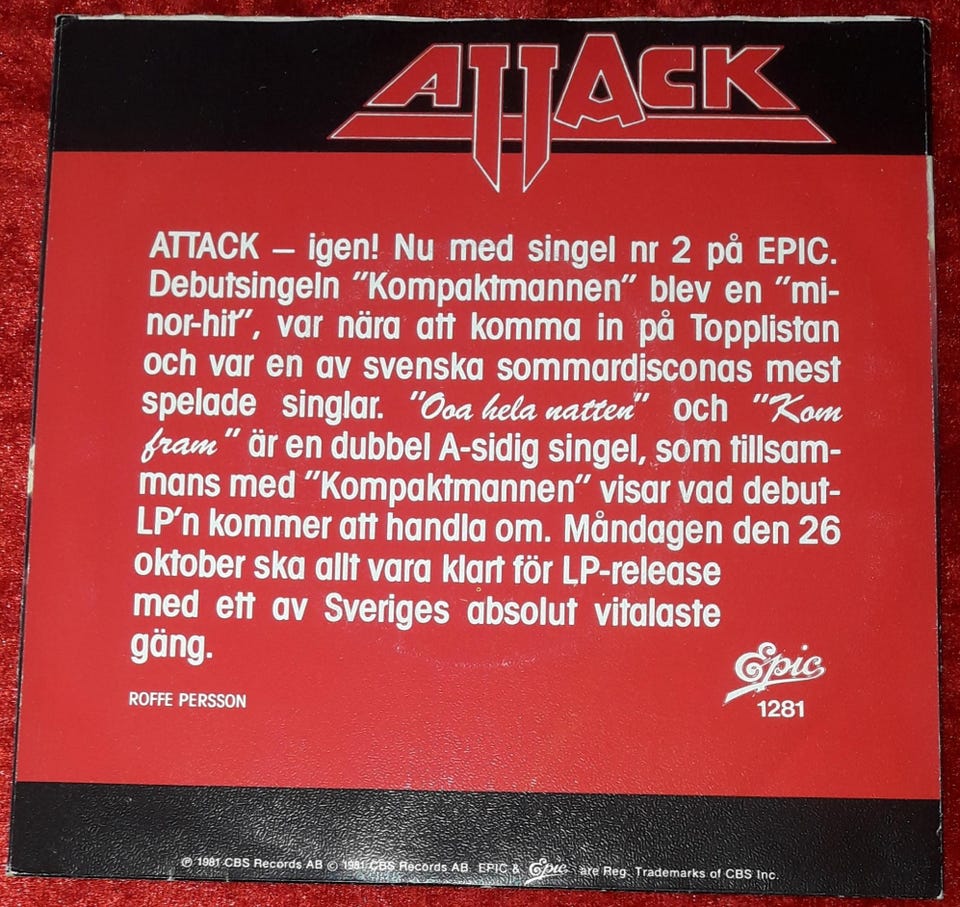 ATTACK
ATTACK – igen! Nu med singel nr 2 på EPIC.
Debutsingeln "Kompaktmannen" blev en "mi-
nor-hit", var nära att komma in på Topplistan
och var en av svenska sommardisconas mest
spelade singlar. "Ooa hela natten" och "Kom
fram" är en dubbel A-sidig singel, som tillsam-
mans med "Kompaktmannen" visar vad debut-
LP'n kommer att handla om. Måndagen den 26
oktober ska allt vara klart för LP-release
med ett av Sveriges absolut vitalaste
gäng.
ROFFE PERSSON
Epic
1281
℗ 1981 CBS Records AB © 1981 CBS Records AB. EPIC & Epic are Reg. Trademarks of CBS Inc.